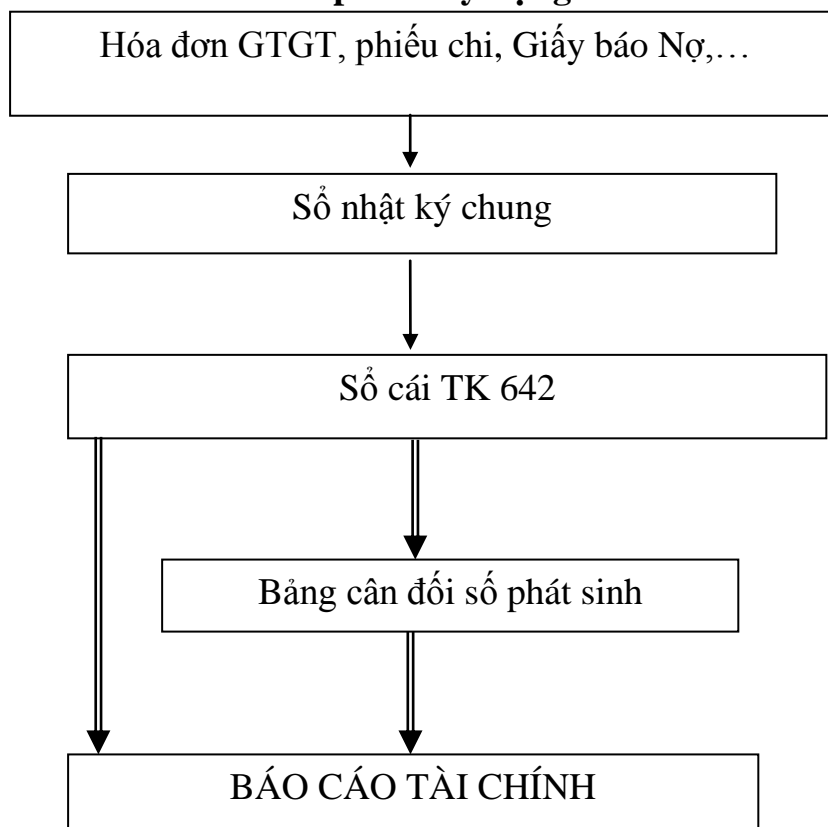 Hóa đơn GTGT, phiếu chi, Giấy báo Nợ,…
Sổ nhật ký chung
Sổ cái TK 642
Bảng cân đối số phát sinh
BÁO CÁO TÀI CHÍNH